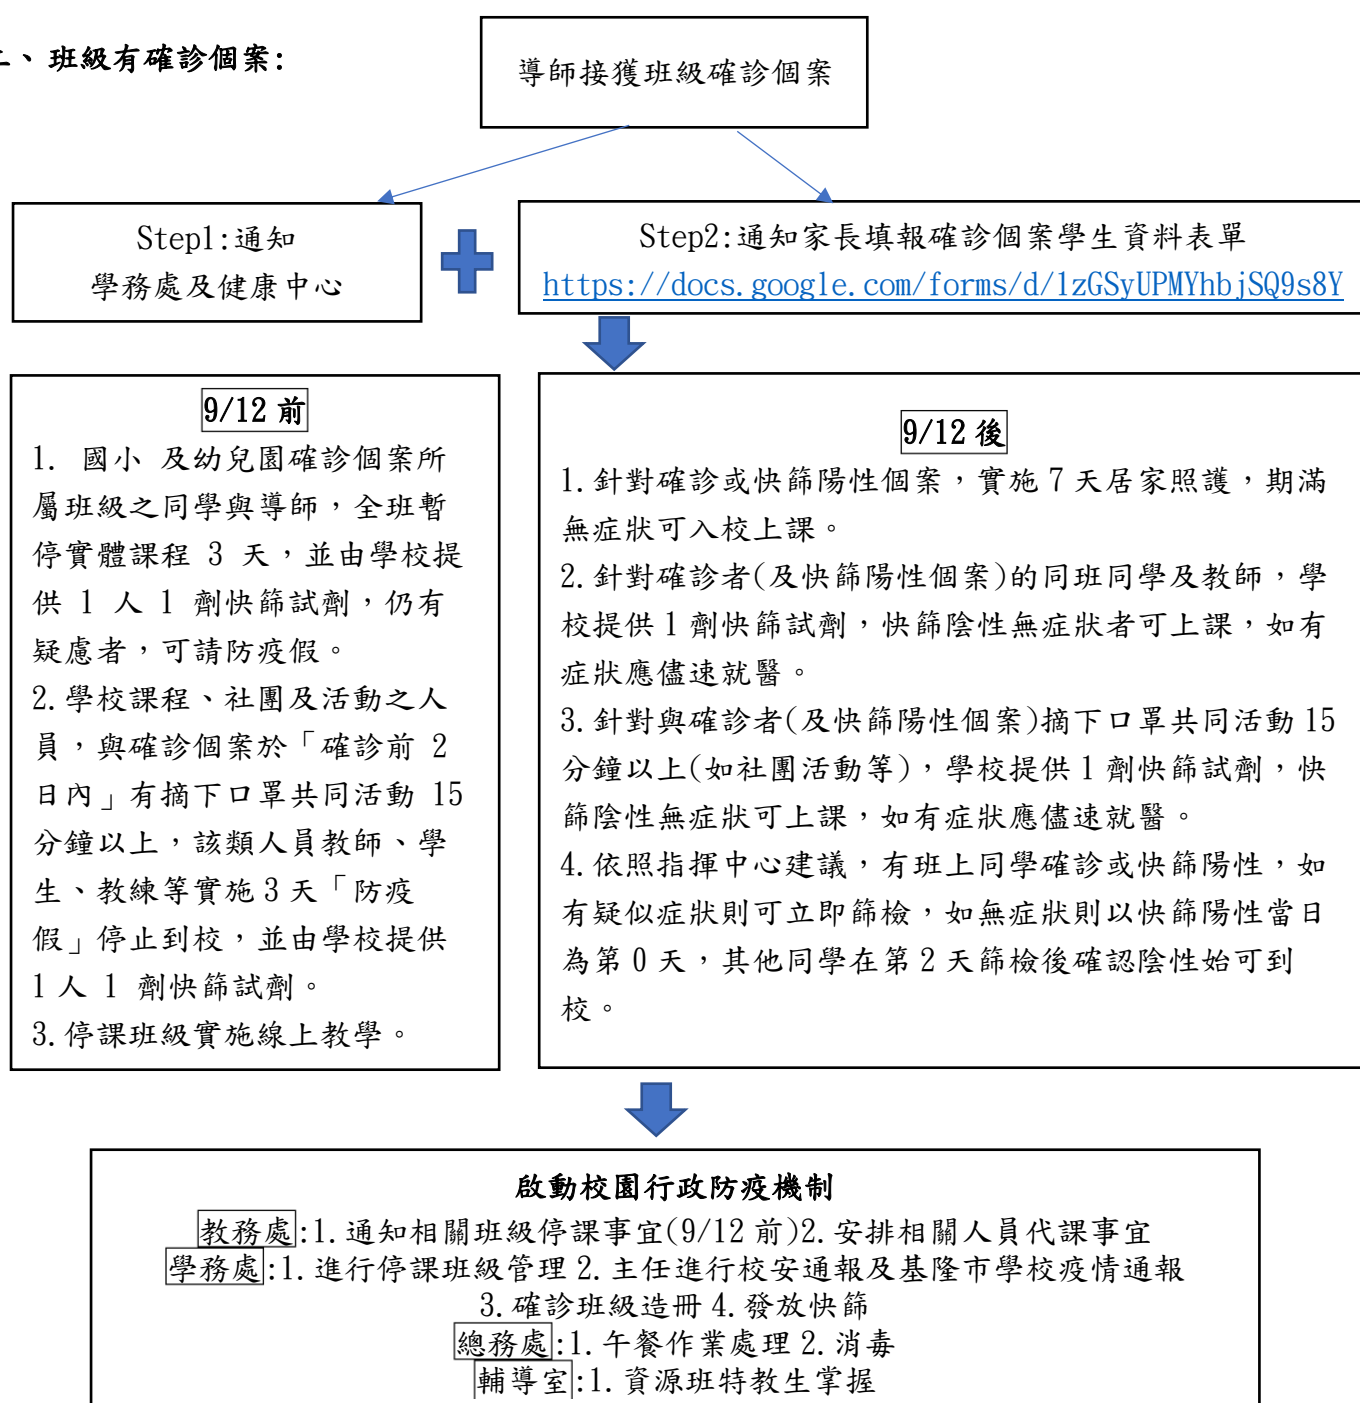 、班級有確診個案:
導師接獲班級確診個案
Step1:通知
學務處及健康中心
Step2:通知家長填報確診個案學生資料表單
https://docs.google.com/forms/d/1zGSyUPMYhbjSQ9s8Y
9/12 前
1. 國小 及幼兒園確診個案所
屬班級之同學與導師，全班暫
停實體課程 3 天，並由學校提
供 1 人 1 劑快篩試劑，仍有
疑慮者，可請防疫假。
2.學校課程、社團及活動之人
員，與確診個案於「確診前 2
日內」有摘下口罩共同活動 15
分鐘以上，該類人員教師、學
生、教練等實施 3 天「防疫
假」停止到校，並由學校提供
1 人 1 劑快篩試劑。
3.停課班級實施線上教學。
9/12 後
1.針對確診或快篩陽性個案，實施 7 天居家照護，期滿
無症狀可入校上課。
2.針對確診者(及快篩陽性個案)的同班同學及教師，學
校提供 1 劑快篩試劑，快篩陰性無症狀者可上課，如有
症狀應儘速就醫。
3.針對與確診者(及快篩陽性個案)摘下口罩共同活動 15
分鐘以上(如社團活動等)，學校提供 1 劑快篩試劑，快
篩陰性無症狀可上課，如有症狀應儘速就醫。
4.依照指揮中心建議，有班上同學確診或快篩陽性，如
有疑似症狀則可立即篩檢，如無症狀則以快篩陽性當日
為第 0 天，其他同學在第 2 天篩檢後確認陰性始可到
校。
啟動校園行政防疫機制
教務處:1.通知相關班級停課事宜(9/12 前)2.安排相關人員代課事宜
學務處:1.進行停課班級管理 2.主任進行校安通報及基隆市學校疫情通報
3.確診班級造冊 4.發放快篩
總務處:1.午餐作業處理 2.消毒
輔導室:1.資源班特教生掌握